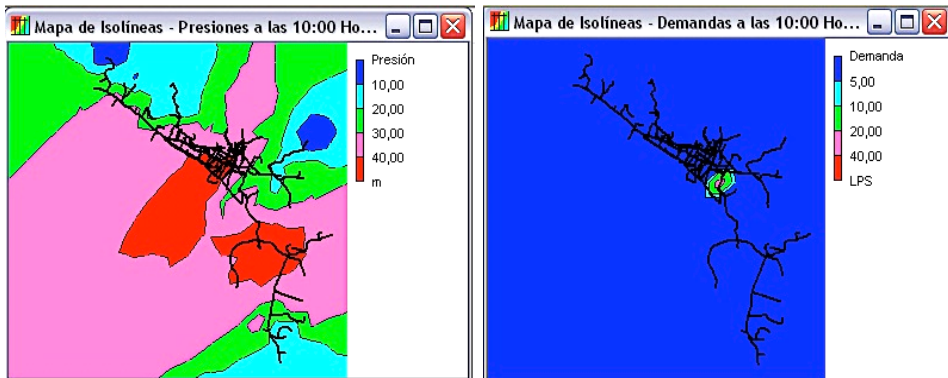 Mapa de Isolíneas - Presiones a las 10:00 Ho...
Presión
10,00
20,00
30,00
40,00
m
Mapa de Isolíneas - Demandas a las 10:00 Ho...
Demanda
5,00
10,00
20,00
40,00
LPS